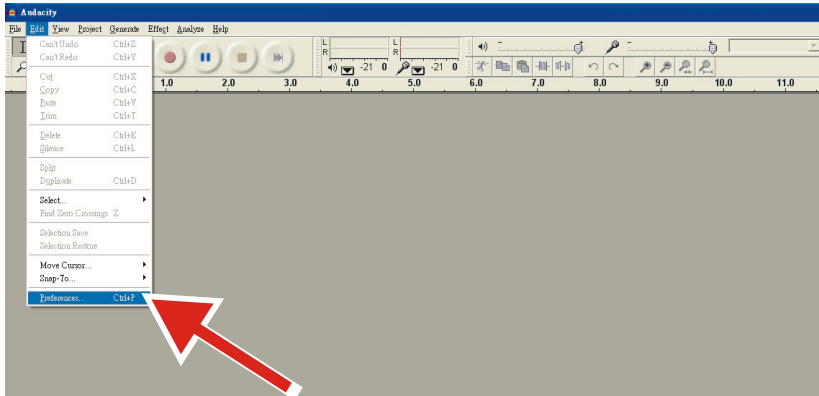 Audacity
File Edit View Project Generate Effect Analyze Help
Can't Undo Ctrl+Z
Can't Redo Ctrl+Y
Cut Ctrl+X
Copy Ctrl+C
Paste Ctrl+V
Trim Ctrl+T
Delete Ctrl+K
Silence Ctrl+L
Split
Duplicate Ctrl+D
Select...
Find Zero Crossings Z
Selection Save
Selection Restore
Move Cursor...
Snap-To...
Preferences... Ctrl+P
L L
R R
-21 0 -21 0
1.0 2.0 3.0 4.0 5.0 6.0 7.0 8.0 9.0 10.0 11.0